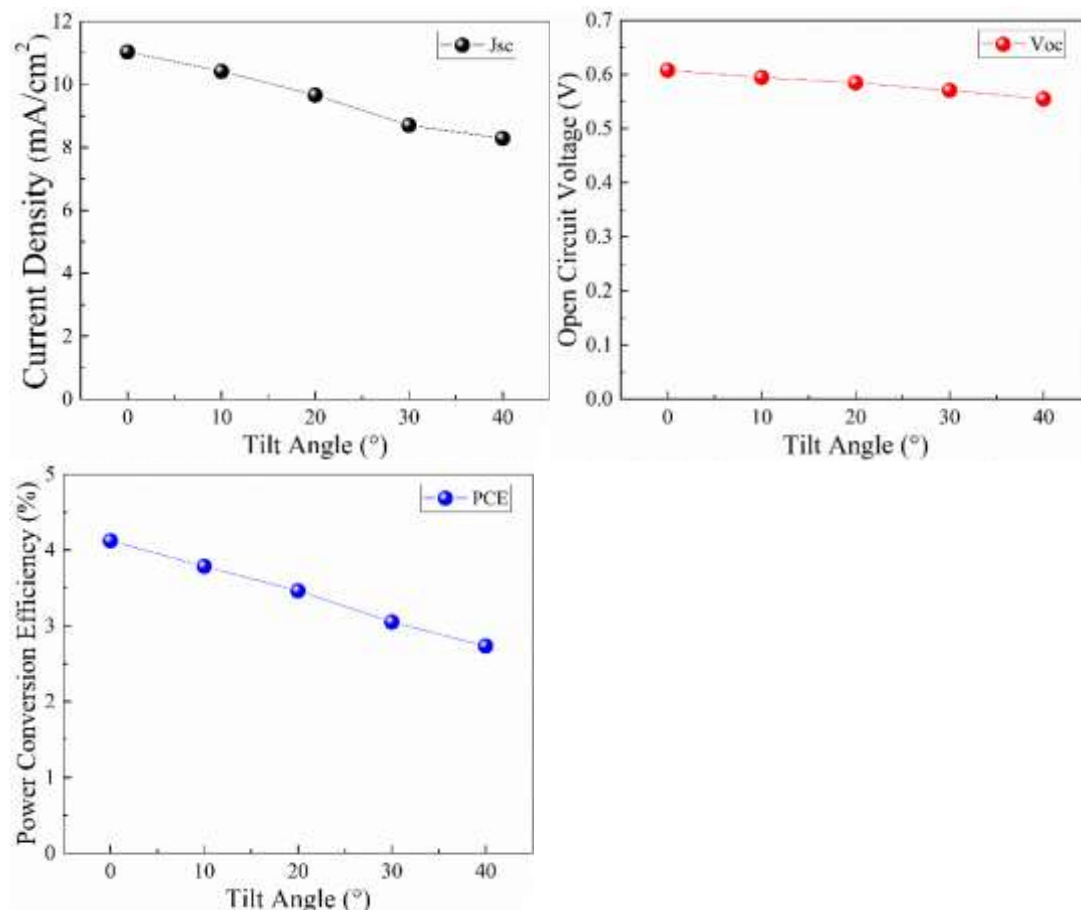 12
10
8
6
4
2
0
Current Density (mA/cm²)
Jsc
0 10 20 30 40
Tilt Angle (°)
0.7
0.6
0.5
0.4
0.3
0.2
0.1
0.0
Open Circuit Voltage (V)
Voc
0 10 20 30 40
Tilt Angle (°)
5
4
3
2
1
0
Power Conversion Efficiency (%)
PCE
0 10 20 30 40
Tilt Angle (°)